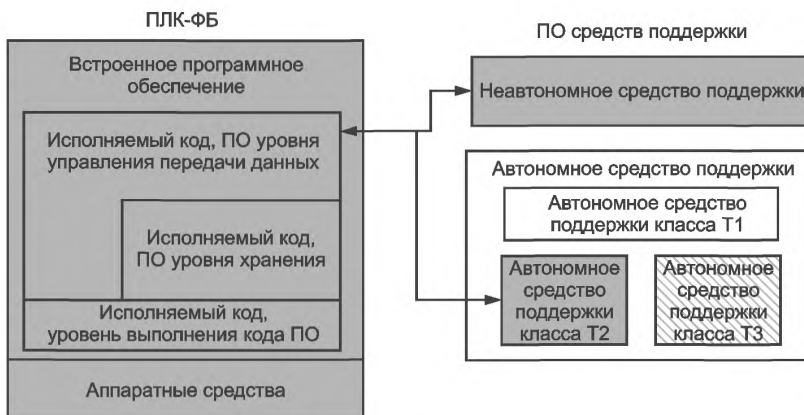 ПЛК-ФБ
Встроенное программное
обеспечение
Исполняемый код, ПО уровня
управления передачи данных
Исполняемый код,
ПО уровня хранения
Исполняемый код,
уровень выполнения кода ПО
Аппаратные средства
ПО средств поддержки
Неавтономное средство поддержки
Автономное средство поддержки
Автономное средство
поддержки класса Т1
Автономное
средство
поддержки
класса Т2
Автономное
средство
поддержки
класса Т3